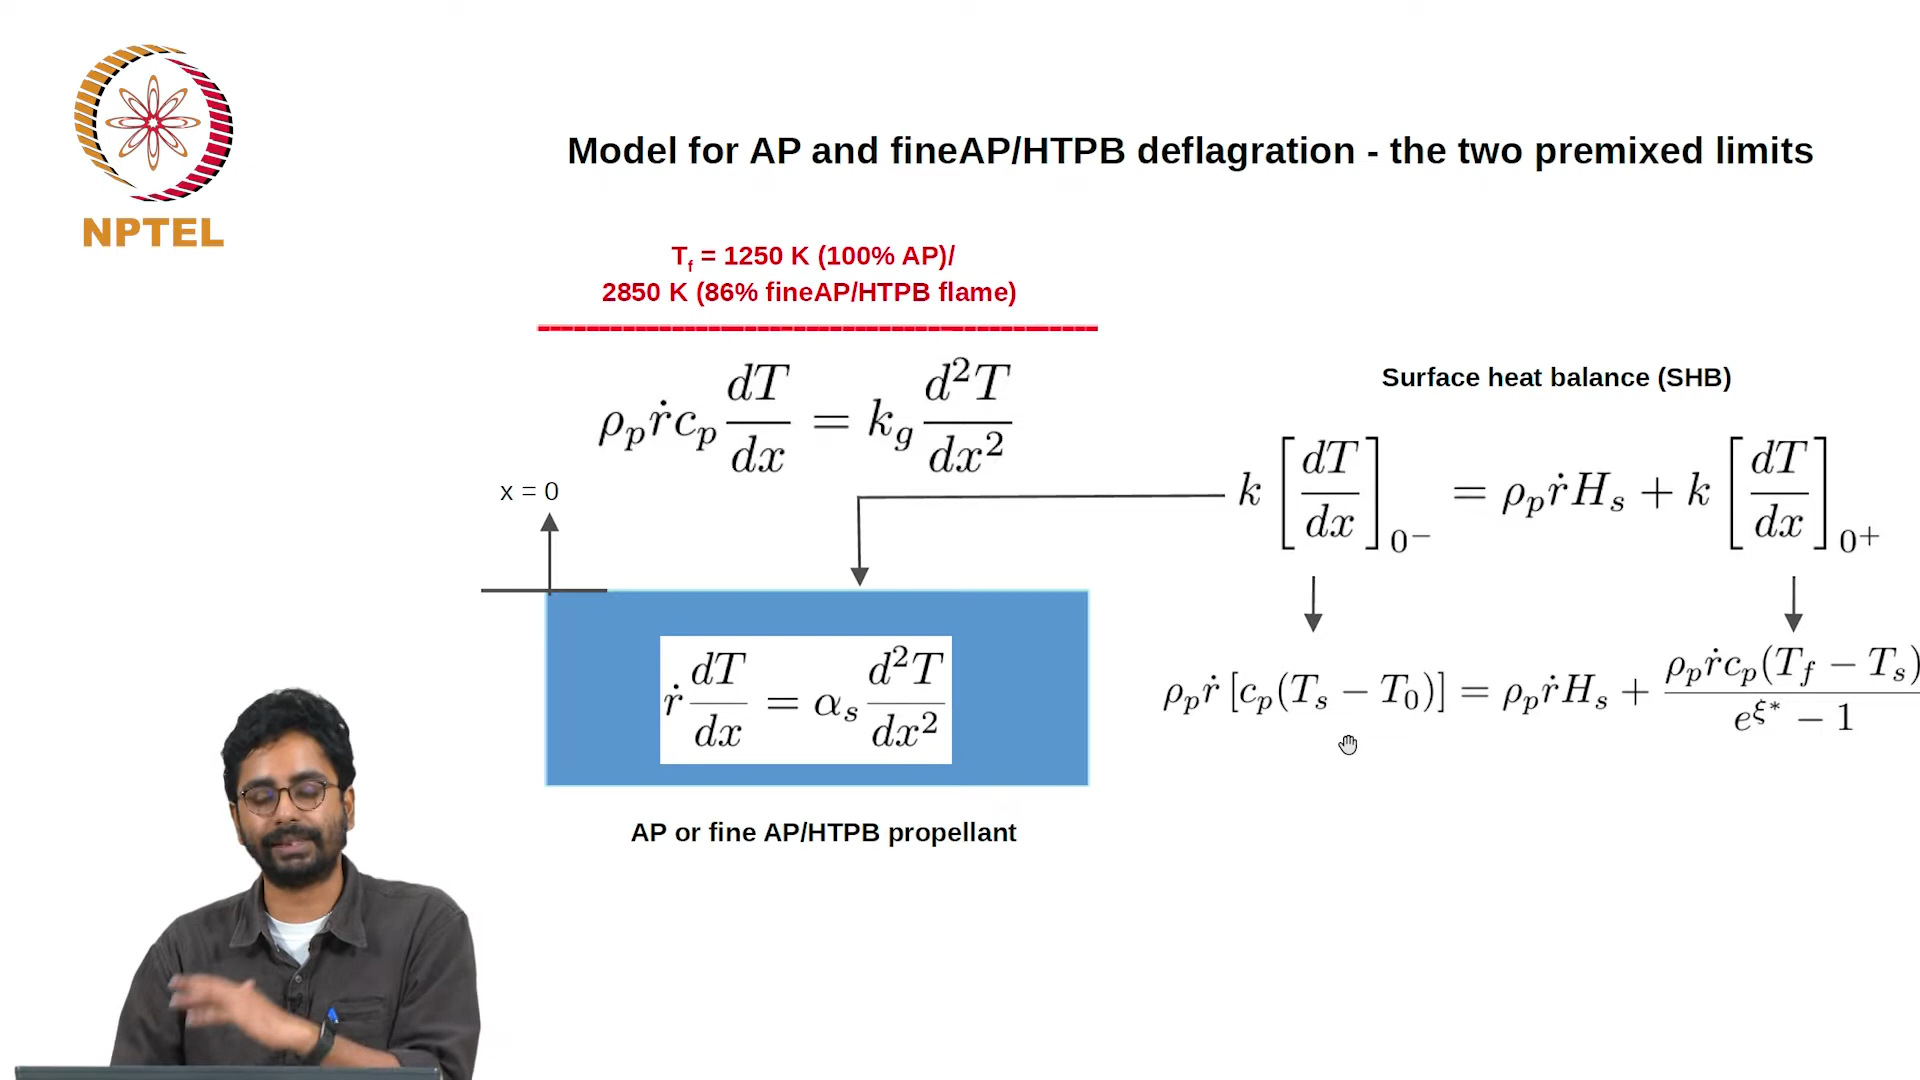 NPTEL
Model for AP and fineAP/HTPB deflagration - the two premixed limits
T_f = 1250 K (100% AP)/
2850 K (86% fineAP/HTPB flame)
ρ_p ṙ c_p dT/dx = k_g d²T/dx²
x = 0
ṙ dT/dx = α_s d²T/dx²
AP or fine AP/HTPB propellant
Surface heat balance (SHB)
k [dT/dx]_{0⁻} = ρ_p ṙ H_s + k [dT/dx]_{0⁺}
ρ_p ṙ [c_p(T_s − T_0)] = ρ_p ṙ H_s + ρ_p ṙ c_p(T_f − T_s) / e^{ξ*} − 1